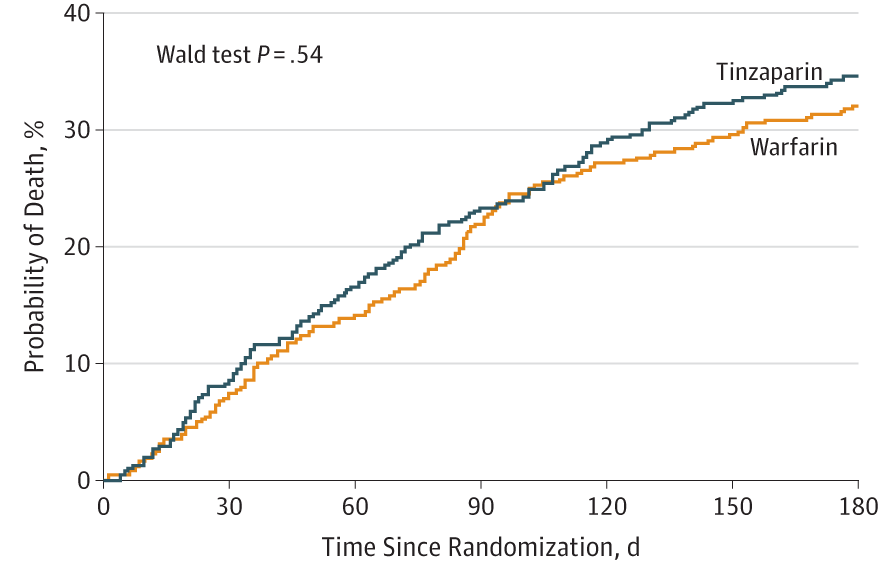 40
Wald test P = .54
Tinzaparin
30
Warfarin
Probability of Death, %
20
10
0
0 30 60 90 120 150 180
Time Since Randomization, d